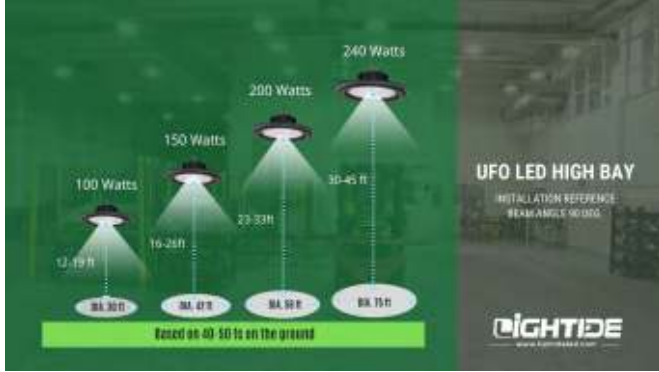 240 Watts
200 Watts
150 Watts
100 Watts
30-45 ft
23-33ft
16-26ft
12-19 ft
DIA. 30 ft
DIA. 42 ft
DIA. 56 ft
DIA. 75 ft
Based on 40-50 fc on the ground
UFO LED HIGH BAY
INSTALLATION REFERENCE
BEAM ANGLE 90 DEG
LIGHTIDE